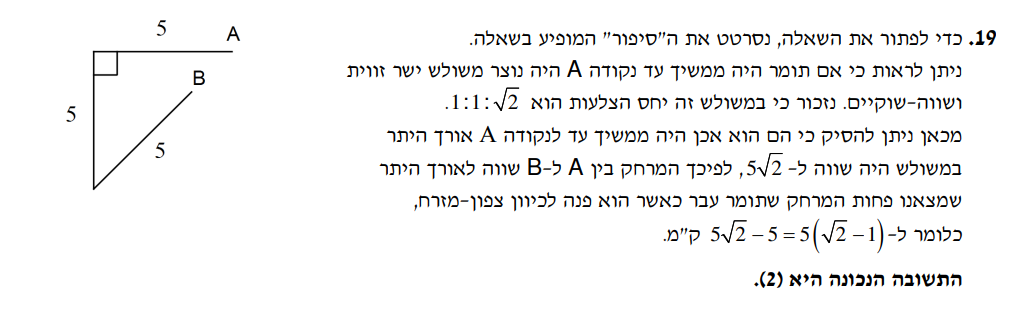 19. כדי לפתור את השאלה, נסרטט את ה"סיפור" המופיע בשאלה.
ניתן לראות כי אם תומר היה ממשיך עד נקודה A היה נוצר משולש ישר זווית
ושווה-שוקיים. נזכור כי במשולש זה יחס הצלעות הוא 1:1:√2.
מכאן ניתן להסיק כי הם הוא אכן היה ממשיך עד לנקודה A אורך היתר
במשולש היה שווה ל- 5√2, לפיכך המרחק בין A ל-B שווה לאורך היתר
שמצאנו פחות המרחק שתומר עבר כאשר הוא פנה לכיוון צפון-מזרח,
כלומר ל- 5√2 – 5 = 5(√2 – 1) ק"מ.
התשובה הנכונה היא (2).
5
A
B
5
5